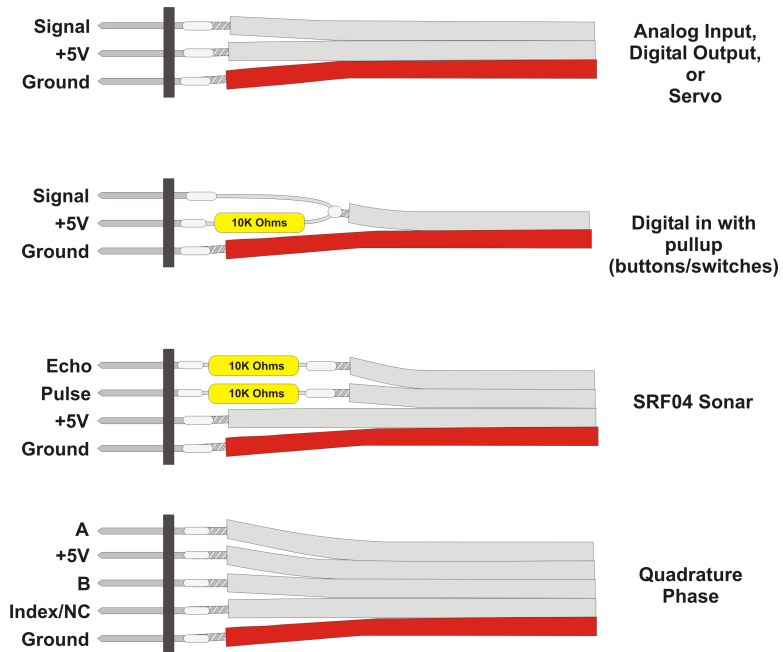 Signal
+5V
Ground
Analog Input,
Digital Output,
or
Servo
Signal
+5V
Ground
10K Ohms
Digital in with
pullup
(buttons/switches)
Echo
Pulse
+5V
Ground
10K Ohms
10K Ohms
SRF04 Sonar
A
+5V
B
Index/NC
Ground
Quadrature
Phase